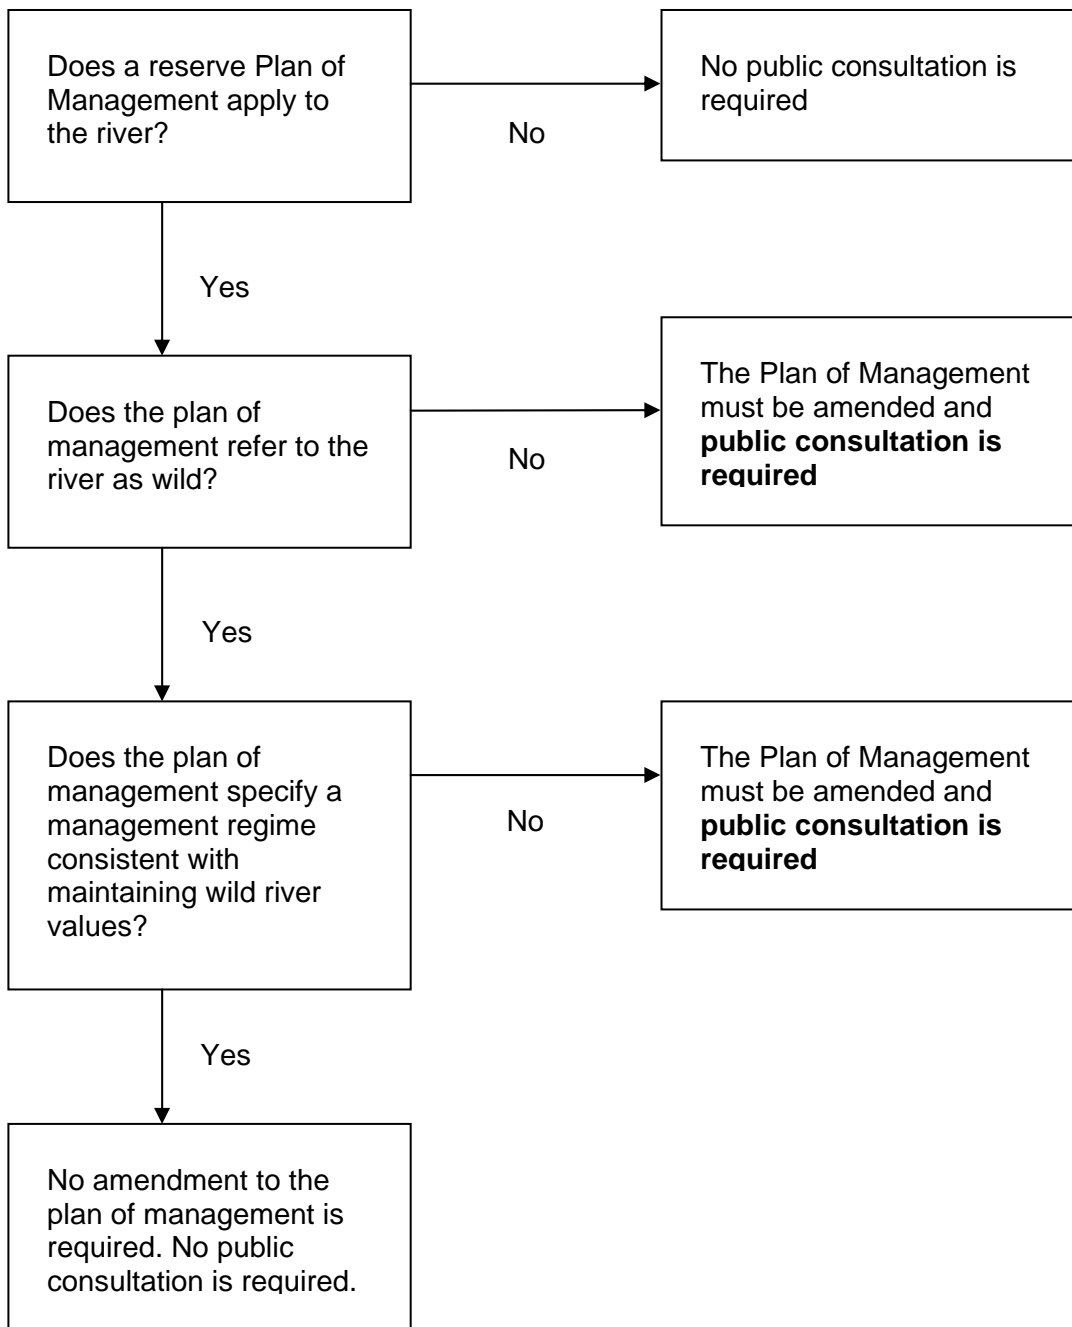 Does a reserve Plan of
Management apply to
the river?
No
No public consultation is
required
Yes
Does the plan of
management refer to the
river as wild?
No
The Plan of Management
must be amended and
public consultation is
required
Yes
Does the plan of
management specify a
management regime
consistent with
maintaining wild river
values?
No
The Plan of Management
must be amended and
public consultation is
required
Yes
No amendment to the
plan of management is
required. No public
consultation is required.